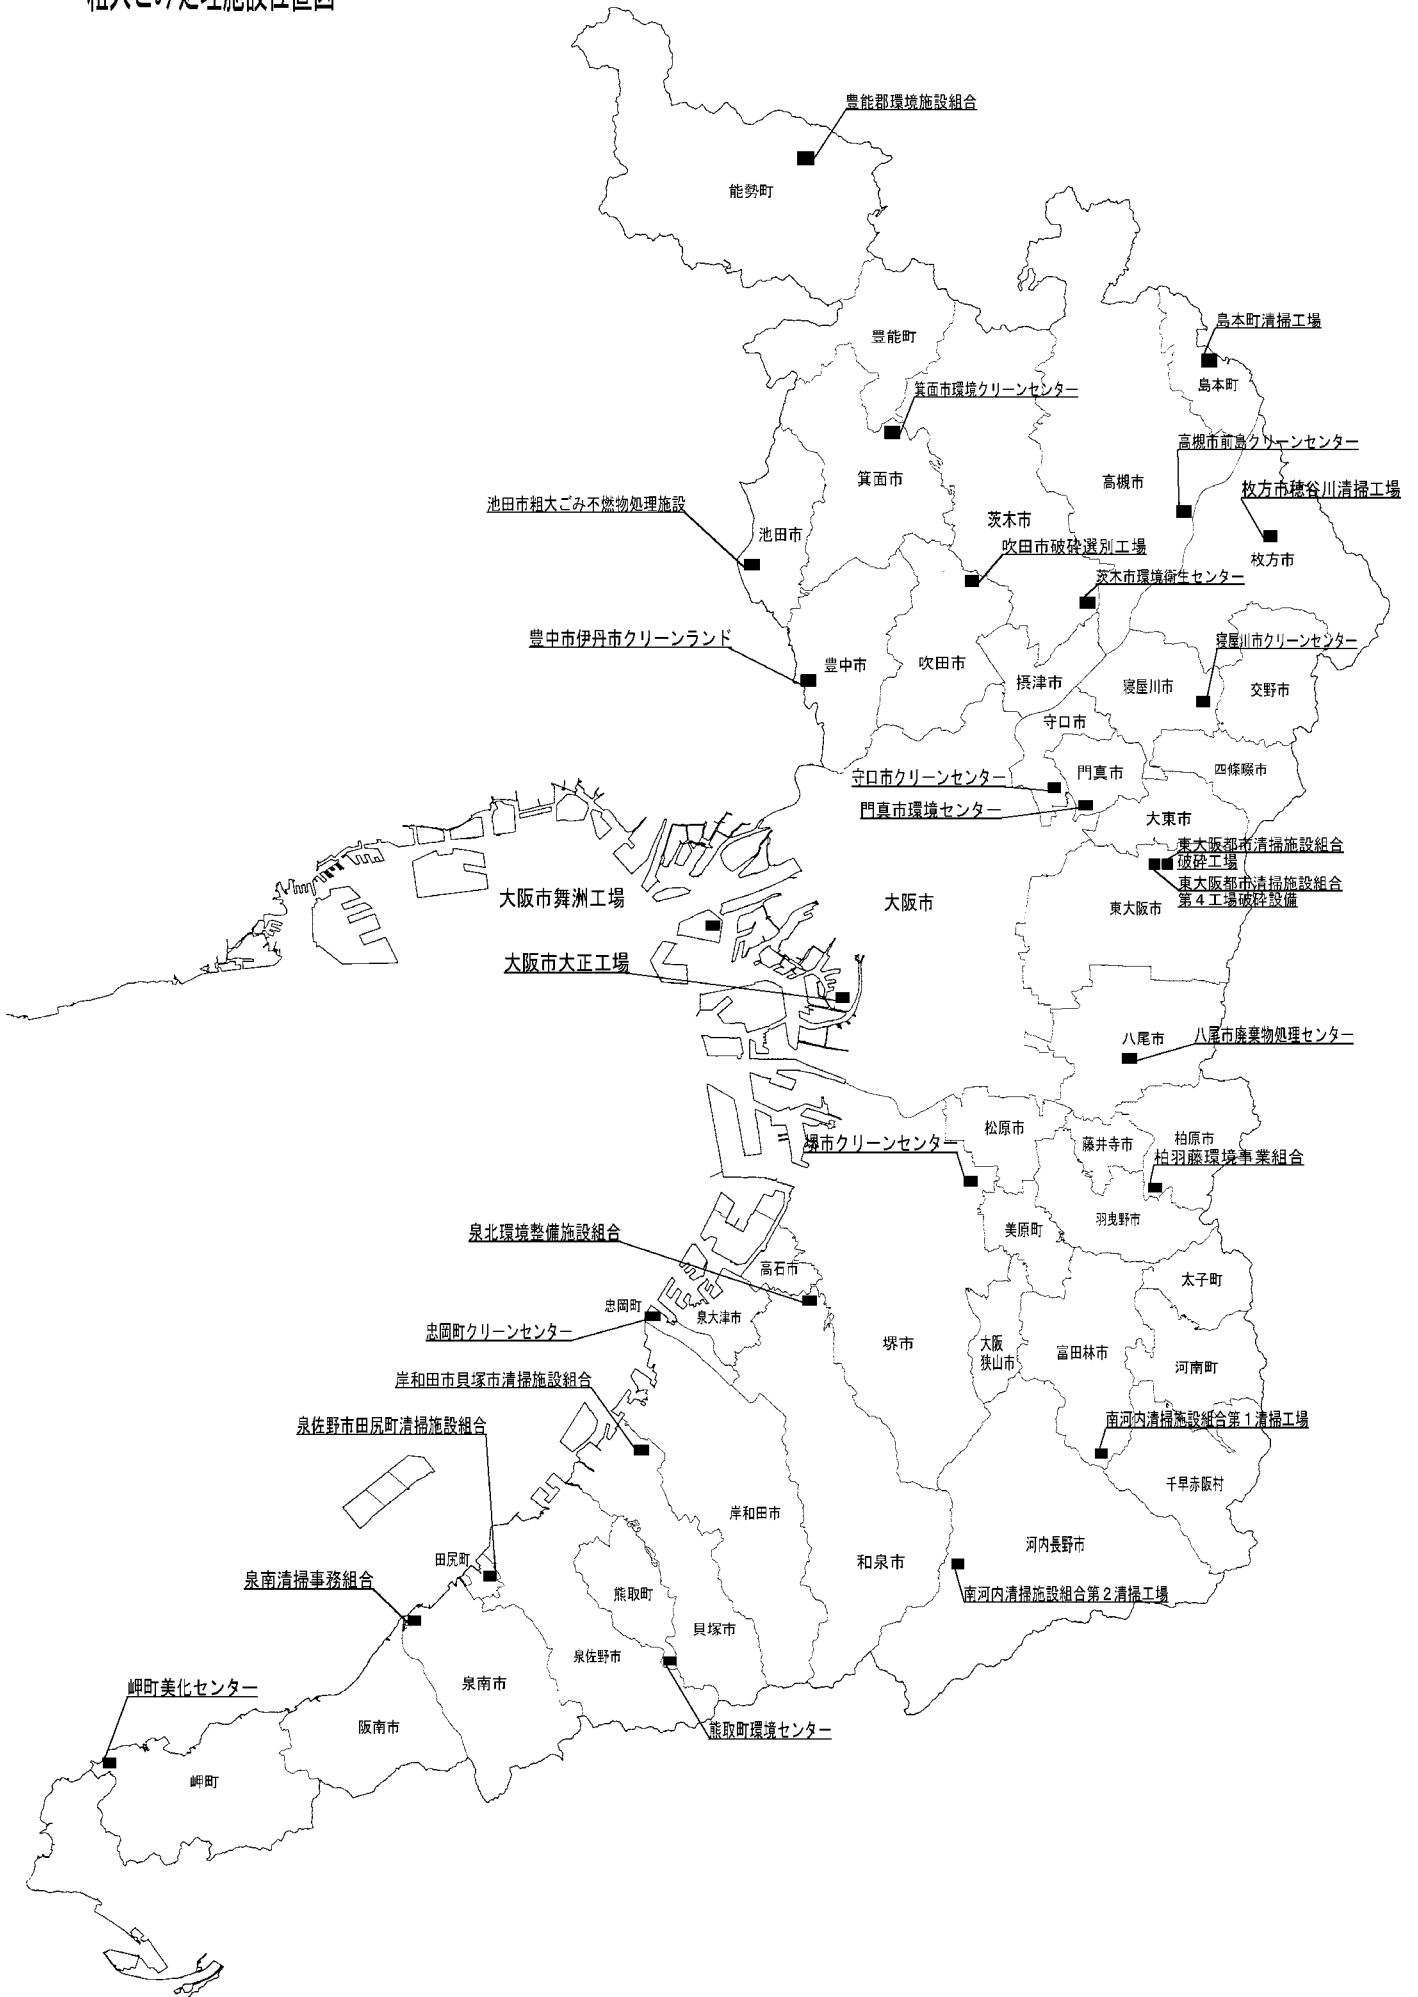 粗大ごみ処理施設位置図
豊能郡環境施設組合
能勢町
島本町清掃工場
豊能町
島本町
箕面市環境クリーンセンター
高槻市前島クリーンセンター
箕面市
高槻市
枚方市穂谷川清掃工場
池田市粗大ごみ不燃物処理施設
茨木市
池田市
吹田市破砕選別工場
枚方市
茨木市環境衛生センター
豊中市伊丹市クリーンランド
寝屋川市クリーンセンター
豊中市
吹田市
摂津市
寝屋川市
交野市
守口市
守口市クリーンセンター
門真市
四條畷市
門真市環境センター
大東市
東大阪都市清掃施設組合
破砕工場
東大阪都市清掃施設組合
第4工場破砕設備
大阪市舞洲工場
大阪市
東大阪市
大阪市大正工場
八尾市
八尾市廃棄物処理センター
松原市
堺市クリーンセンター
藤井寺市
柏原市
柏羽藤環境事業組合
泉北環境整備施設組合
美原町
羽曳野市
高石市
太子町
忠岡町
泉大津市
忠岡町クリーンセンター
堺市
大阪
狭山市
富田林市
河南町
岸和田市貝塚市清掃施設組合
泉佐野市田尻町清掃施設組合
南河内清掃施設組合第1清掃工場
千早赤阪村
岸和田市
和泉市
河内長野市
田尻町
泉南清掃事務組合
熊取町
南河内清掃施設組合第2清掃工場
貝塚市
泉佐野市
泉南市
岬町美化センター
阪南市
熊取町環境センター
岬町